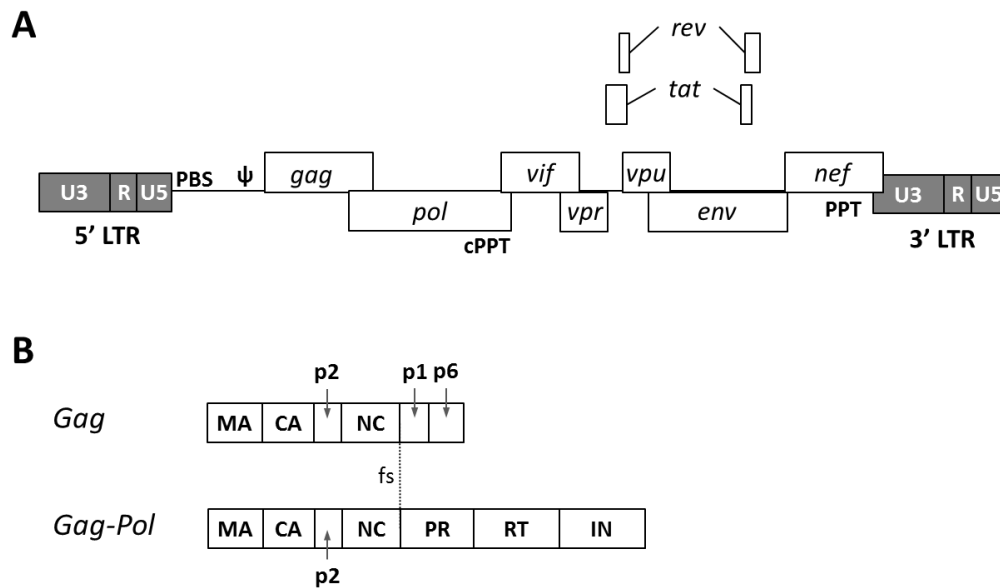 A
rev
tat
PBS ψ gag vif vpu nef
U3 R U5 U3 R U5
pol vpr env PPT
5' LTR cPPT 3' LTR
B
p2 p1 p6
Gag MA CA NC
fs
Gag-Pol MA CA NC PR RT IN
p2